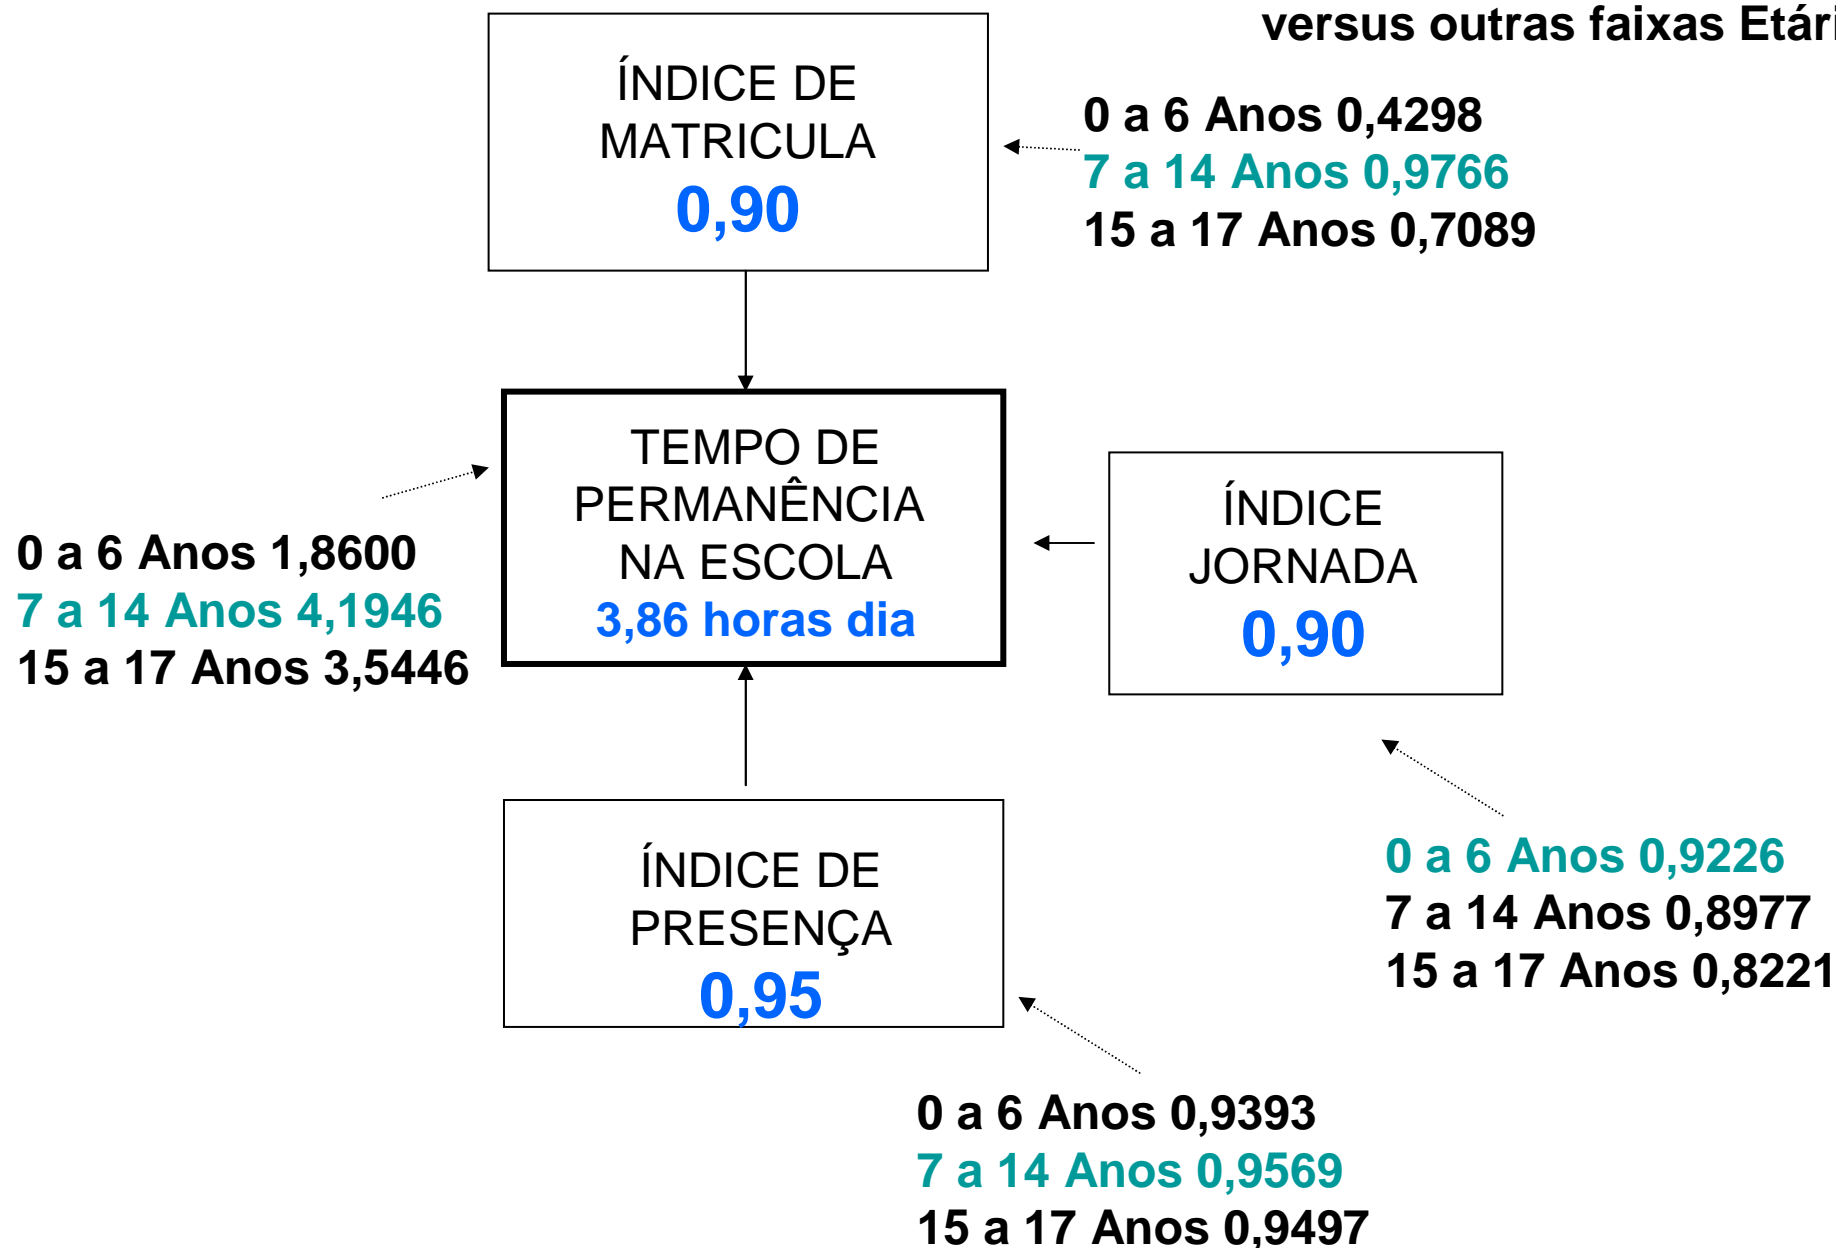 versus outras faixas Etári
ÍNDICE DE
MATRICULA
0,90
0 a 6 Anos 0,4298
7 a 14 Anos 0,9766
15 a 17 Anos 0,7089
TEMPO DE
PERMANÊNCIA
NA ESCOLA
3,86 horas dia
0 a 6 Anos 1,8600
7 a 14 Anos 4,1946
15 a 17 Anos 3,5446
ÍNDICE
JORNADA
0,90
0 a 6 Anos 0,9226
7 a 14 Anos 0,8977
15 a 17 Anos 0,8221
ÍNDICE DE
PRESENÇA
0,95
0 a 6 Anos 0,9393
7 a 14 Anos 0,9569
15 a 17 Anos 0,9497